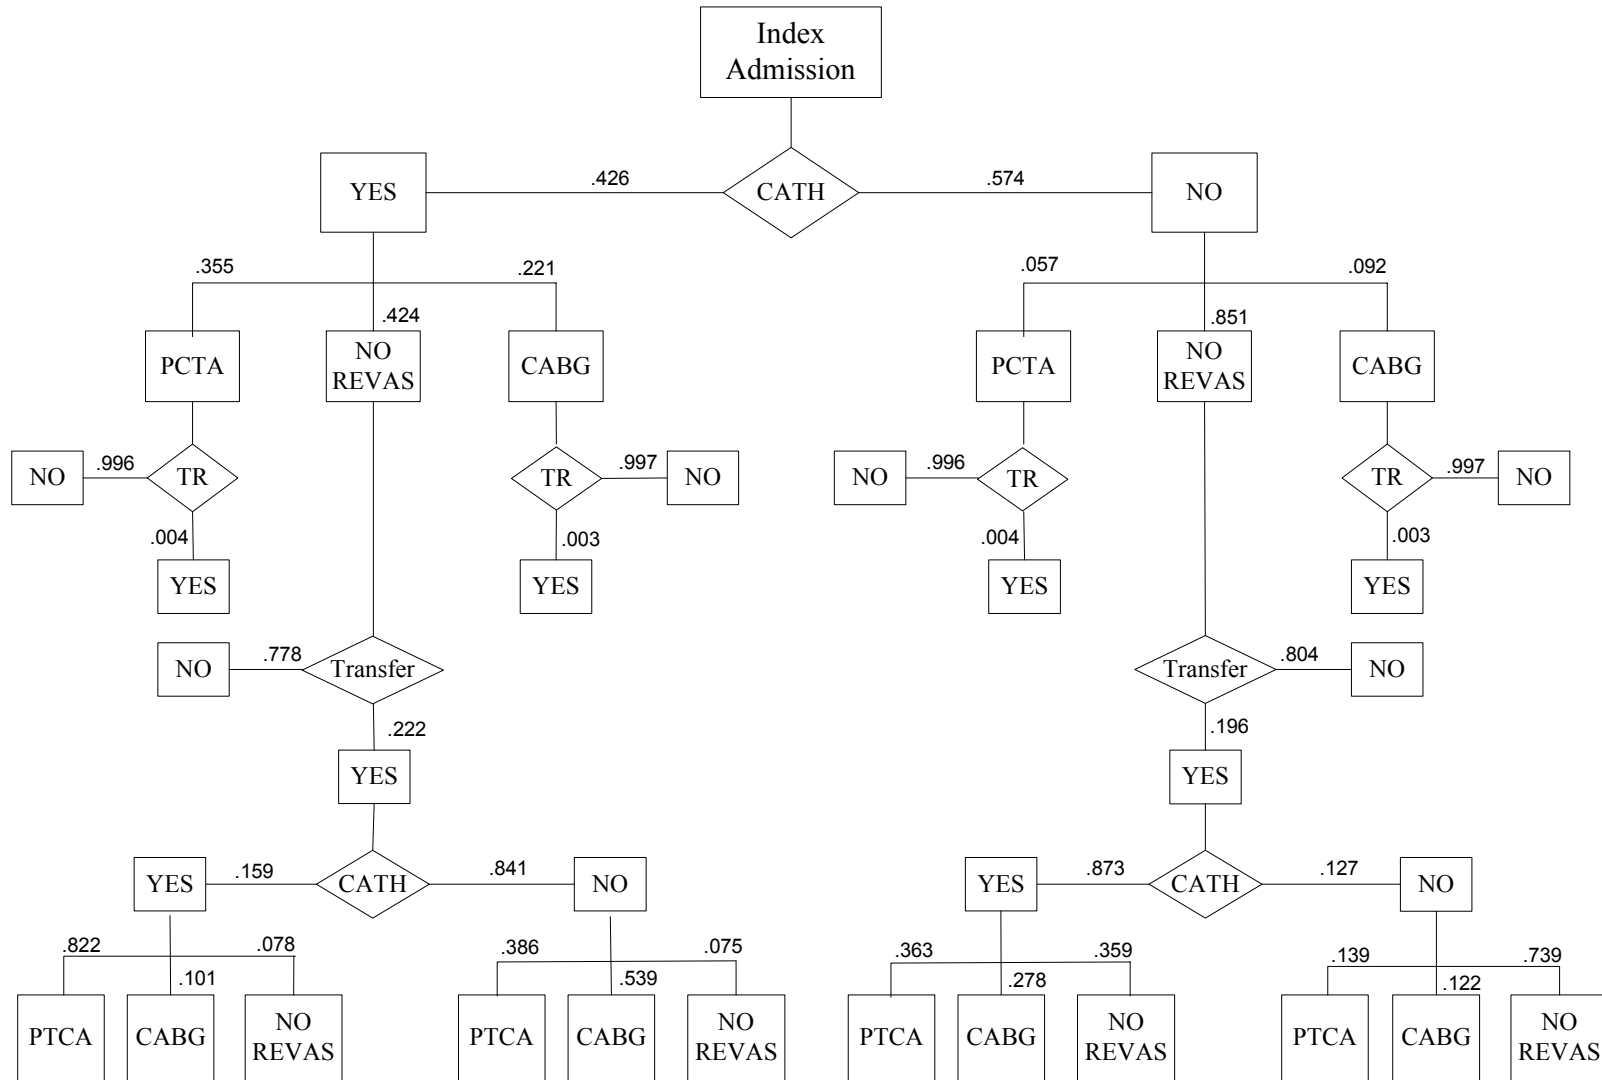 Index
Admission
YES
.426
CATH
.574
NO
.355
.221
.057
.092
.424
.851
PCTA
NO
REVAS
CABG
PCTA
NO
REVAS
CABG
NO
.996
TR
TR
.997
NO
NO
.996
TR
TR
.997
NO
.004
.003
.004
.003
YES
YES
YES
YES
NO
.778
Transfer
Transfer
.804
NO
.222
.196
YES
YES
YES
.159
CATH
.841
NO
YES
.873
CATH
.127
NO
.822
.078
.386
.075
.363
.359
.139
.739
.101
.539
.278
.122
PTCA
CABG
NO
REVAS
PTCA
CABG
NO
REVAS
PTCA
CABG
NO
REVAS
PTCA
CABG
NO
REVAS